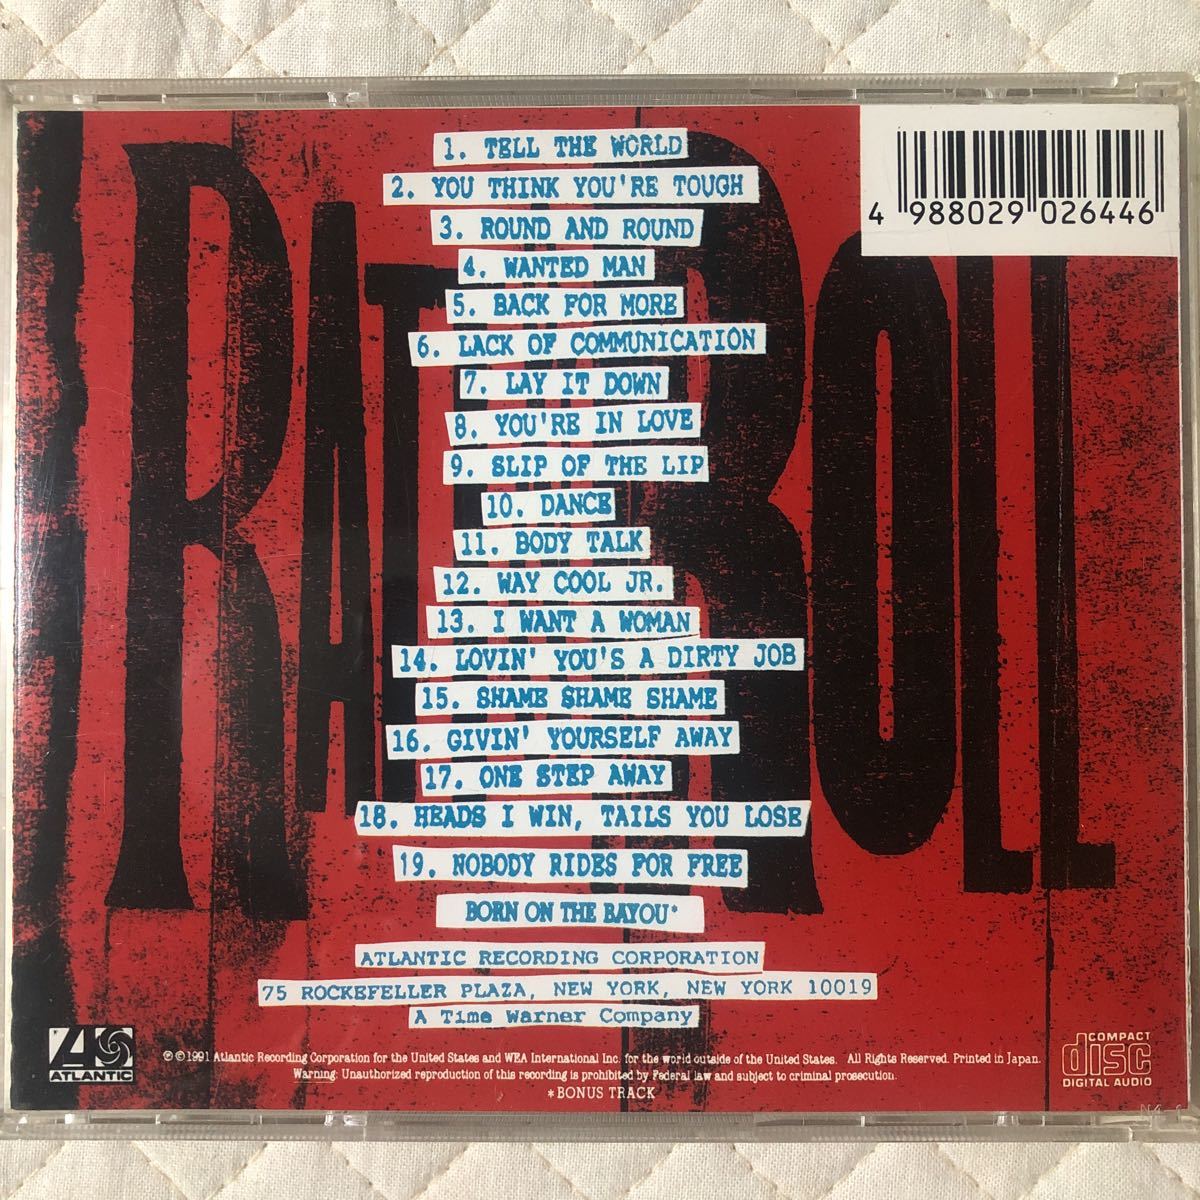 RAT N ROLL
1. TELL THE WORLD
2. YOU THINK YOU'RE TOUGH
3. ROUND AND ROUND
4. WANTED MAN
5. BACK FOR MORE
6. LACK OF COMMUNICATION
7. LAY IT DOWN
8. YOU'RE IN LOVE
9. SLIP OF THE LIP
10. DANCE
11. BODY TALK
12. WAY COOL JR.
13. I WANT A WOMAN
14. LOVIN' YOU'S A DIRTY JOB
15. SHAME SHAME SHAME
16. GIVIN' YOURSELF AWAY
17. ONE STEP AWAY
18. HEADS I WIN, TAILS YOU LOSE
19. NOBODY RIDES FOR FREE
BORN ON THE BAYOU*
4 988029 026446
ATLANTIC RECORDING CORPORATION
75 ROCKEFELLER PLAZA, NEW YORK, NEW YORK 10019
A Time Warner Company
ATLANTIC
℗©1991 Atlantic Recording Corporation for the United States and WEA International Inc. for the world outside of the United States. All Rights Reserved. Printed in Japan.
Warning: Unauthorized reproduction of this recording is prohibited by Federal law and subject to criminal prosecution.
*BONUS TRACK
COMPACT
disc
DIGITAL AUDIO